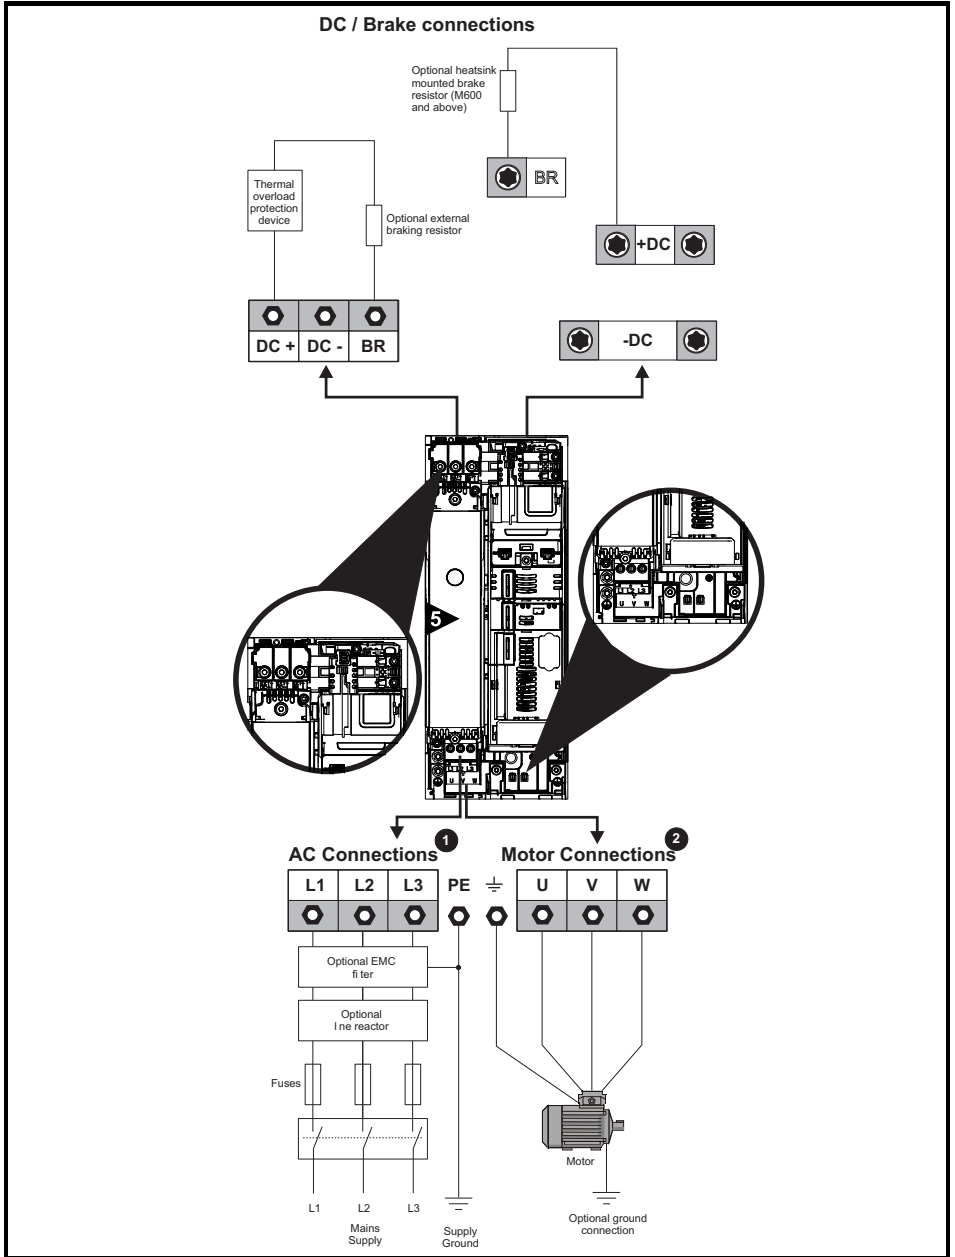 DC / Brake connections
Optional heatsink
mounted brake
resistor (M600
and above)
BR
Thermal
overload
protection
device
Optional external
braking resistor
+DC
DC + DC - BR
-DC
5
L3
U V W
L3
U V W
AC Connections 1
Motor Connections 2
L1 L2 L3 PE U V W
Optional EMC
fi ter
Optional
l ne reactor
Fuses
L1 L2 L3
Mains
Supply
Supply
Ground
Motor
Optional ground
connection